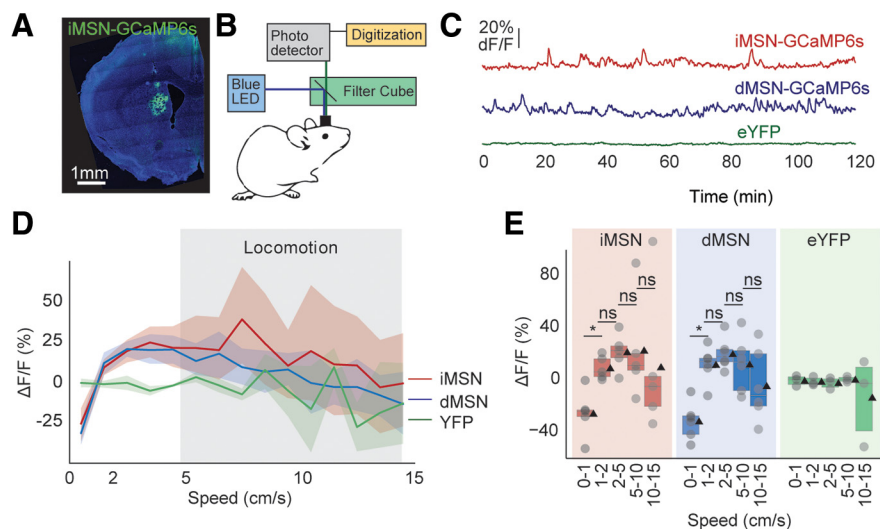 A
iMSN-GCaMP6s
1mm
B
Photo
detector
Digitization
Blue
LED
Filter Cube
C
20%
dF/F
iMSN-GCaMP6s
dMSN-GCaMP6s
eYFP
0 20 40 60 80 100 120
Time (min)
D
Locomotion
ΔF/F (%)
50
25
0
-25
iMSN
dMSN
YFP
0 2 5 10 15
Speed (cm/s)
E
iMSN dMSN eYFP
ΔF/F (%)
80
40
0
−40
* ns ns ns
* ns ns ns
0-1 1-2 2-5 5-10 10-15
0-1 1-2 2-5 5-10 10-15
0-1 1-2 2-5 5-10 10-15
Speed (cm/s)